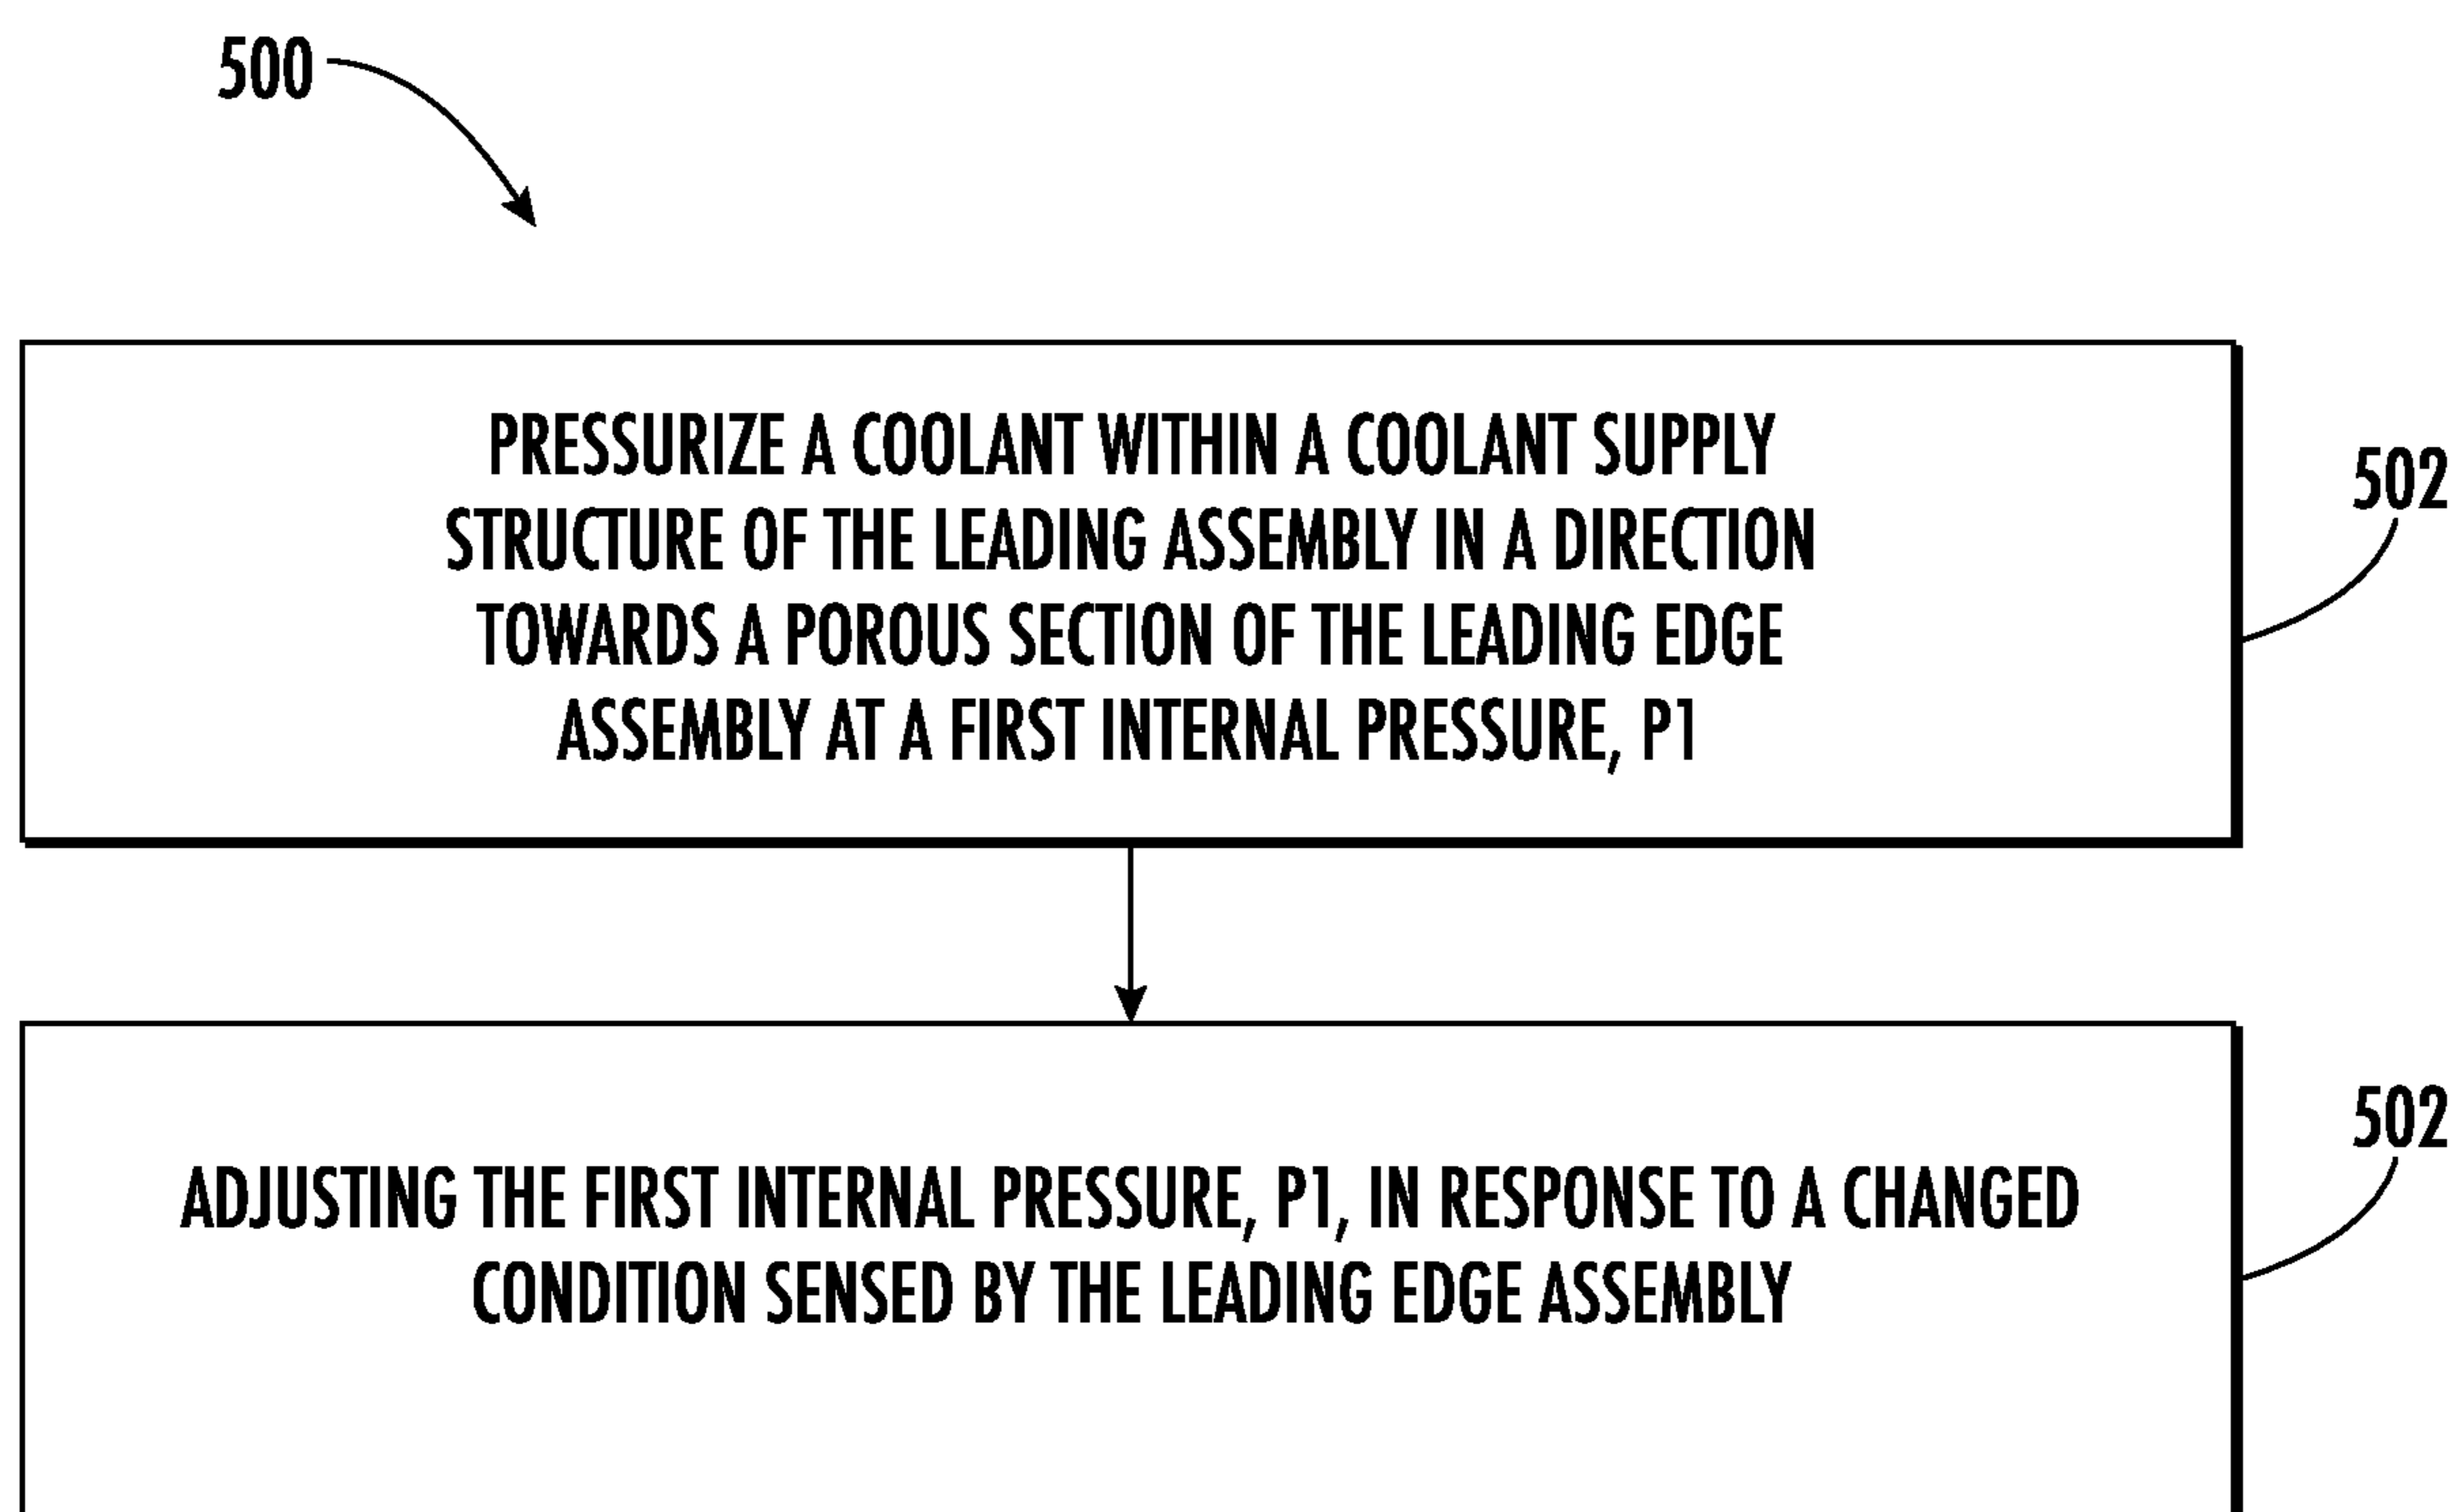 500
PRESSURIZE A COOLANT WITHIN A COOLANT SUPPLY
STRUCTURE OF THE LEADING ASSEMBLY IN A DIRECTION
TOWARDS A POROUS SECTION OF THE LEADING EDGE
ASSEMBLY AT A FIRST INTERNAL PRESSURE, P1
502
ADJUSTING THE FIRST INTERNAL PRESSURE, P1, IN RESPONSE TO A CHANGED
CONDITION SENSED BY THE LEADING EDGE ASSEMBLY
502